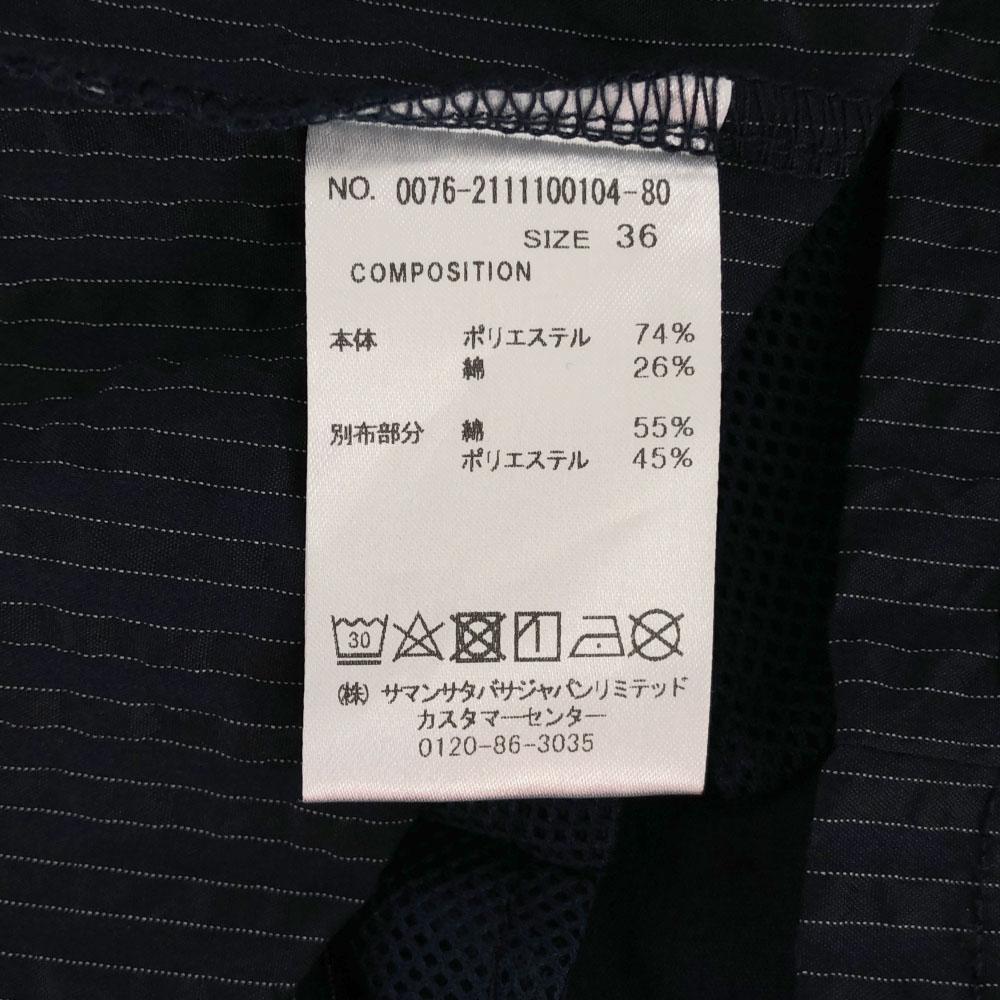 NO. 0076-2111100104-80
SIZE 36
COMPOSITION
本体 ポリエステル 74%
綿 26%
別布部分 綿 55%
ポリエステル 45%
30
(株) サマンサタバサジャパンリミテッド
カスタマーセンター
0120-86-3035